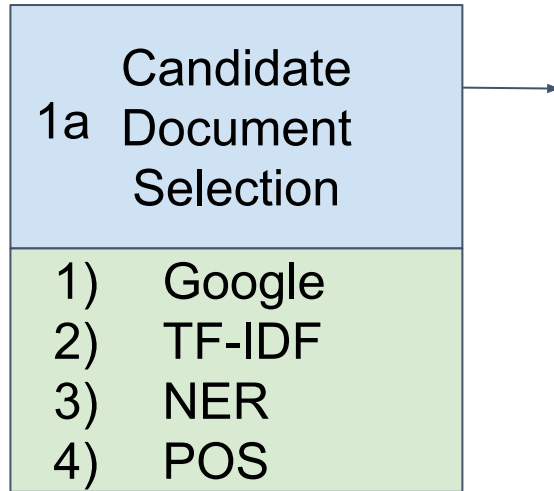 Candidate
1a Document
Selection
1) Google
2) TF-IDF
3) NER
4) POS